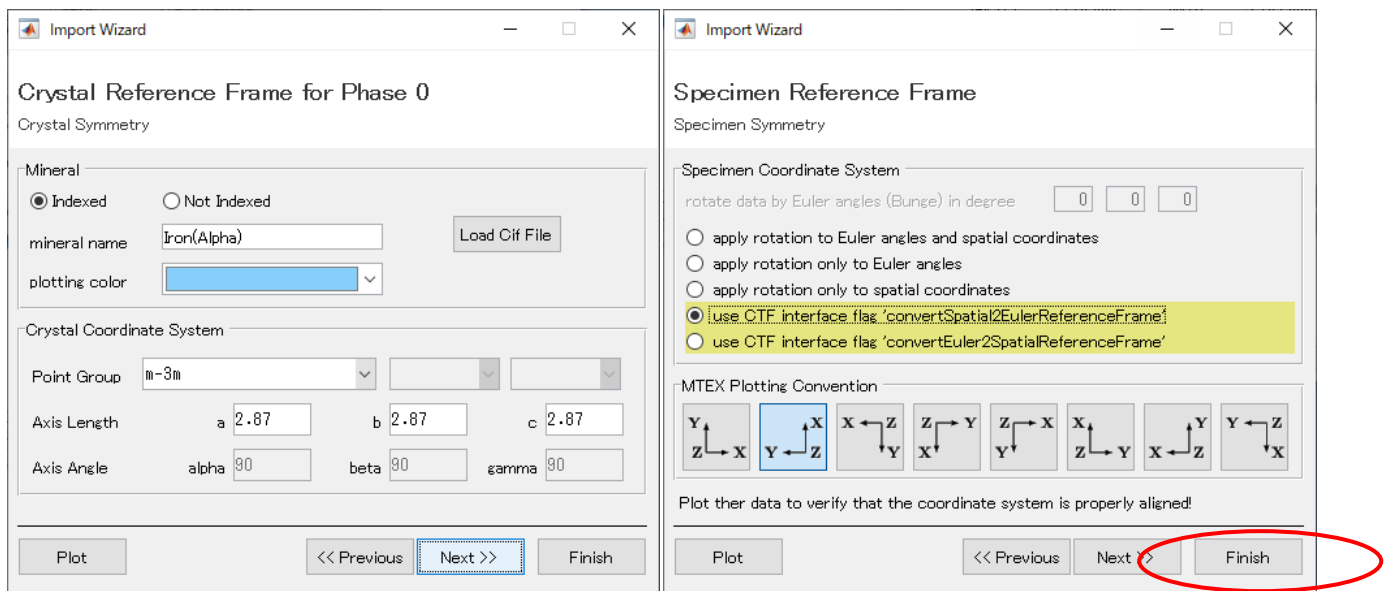 Import Wizard
Crystal Reference Frame for Phase 0
Crystal Symmetry
Mineral
Indexed Not Indexed
mineral name Iron(Alpha) Load Cif File
plotting color
Crystal Coordinate System
Point Group m-3m
Axis Length a 2.87 b 2.87 c 2.87
Axis Angle alpha 90 beta 90 gamma 90
Plot << Previous Next >> Finish
Import Wizard
Specimen Reference Frame
Specimen Symmetry
Specimen Coordinate System
rotate data by Euler angles (Bunge) in degree 0 0 0
apply rotation to Euler angles and spatial coordinates
apply rotation only to Euler angles
apply rotation only to spatial coordinates
use CTF interface flag 'convertSpatial2EulerReferenceFrame'
use CTF interface flag 'convertEuler2SpatialReferenceFrame'
MTEX Plotting Convention
Y X X Z Z Y Z X X Y Y Z
Z X Y Z Y X Y Z Y X Z X
Plot ther data to verify that the coordinate system is properly aligned!
Plot << Previous Next >> Finish